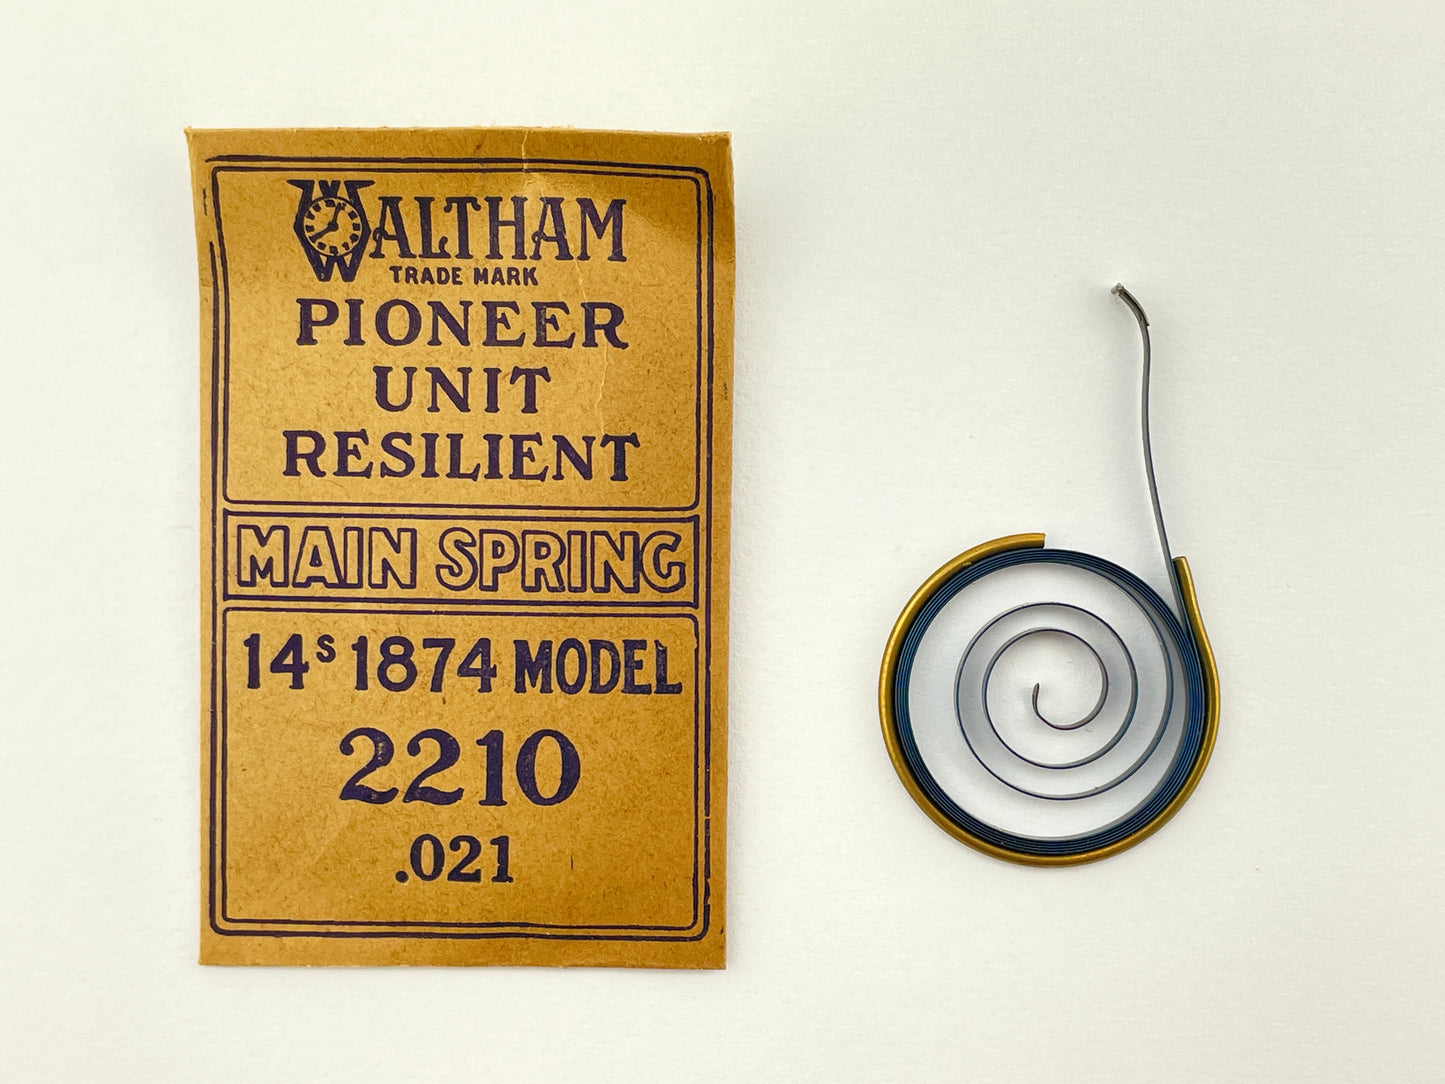 WALTHAM
TRADE MARK
PIONEER
UNIT
RESILIENT
MAIN SPRING
14s 1874 MODEL
2210
.021